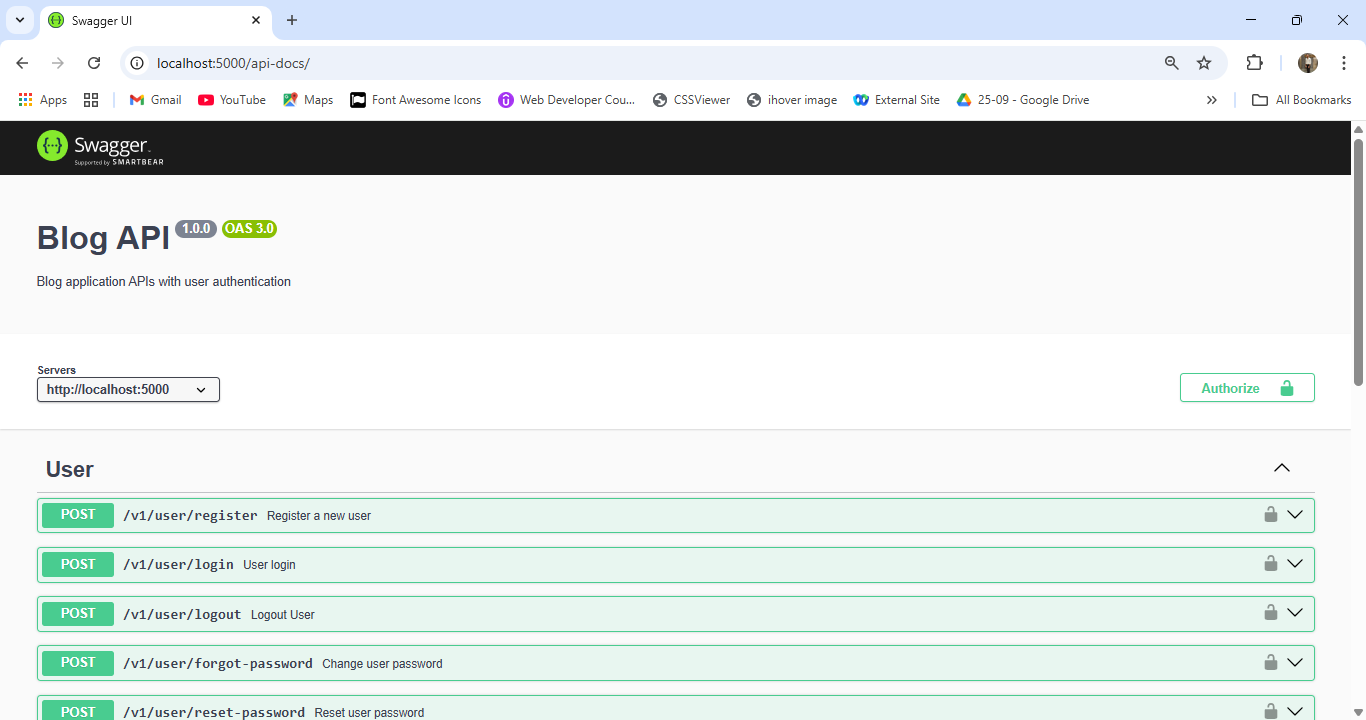 Swagger UI
localhost:5000/api-docs/
Apps
Gmail
YouTube
Maps
Font Awesome Icons
Web Developer Cou...
CSSViewer
ihover image
External Site
25-09 - Google Drive
All Bookmarks
Swagger.
Supported by SMARTBEAR
Blog API 1.0.0 OAS 3.0
Blog application APIs with user authentication
Servers
http://localhost:5000
Authorize
User
POST /v1/user/register Register a new user
POST /v1/user/login User login
POST /v1/user/logout Logout User
POST /v1/user/forgot-password Change user password
POST /v1/user/reset-password Reset user password